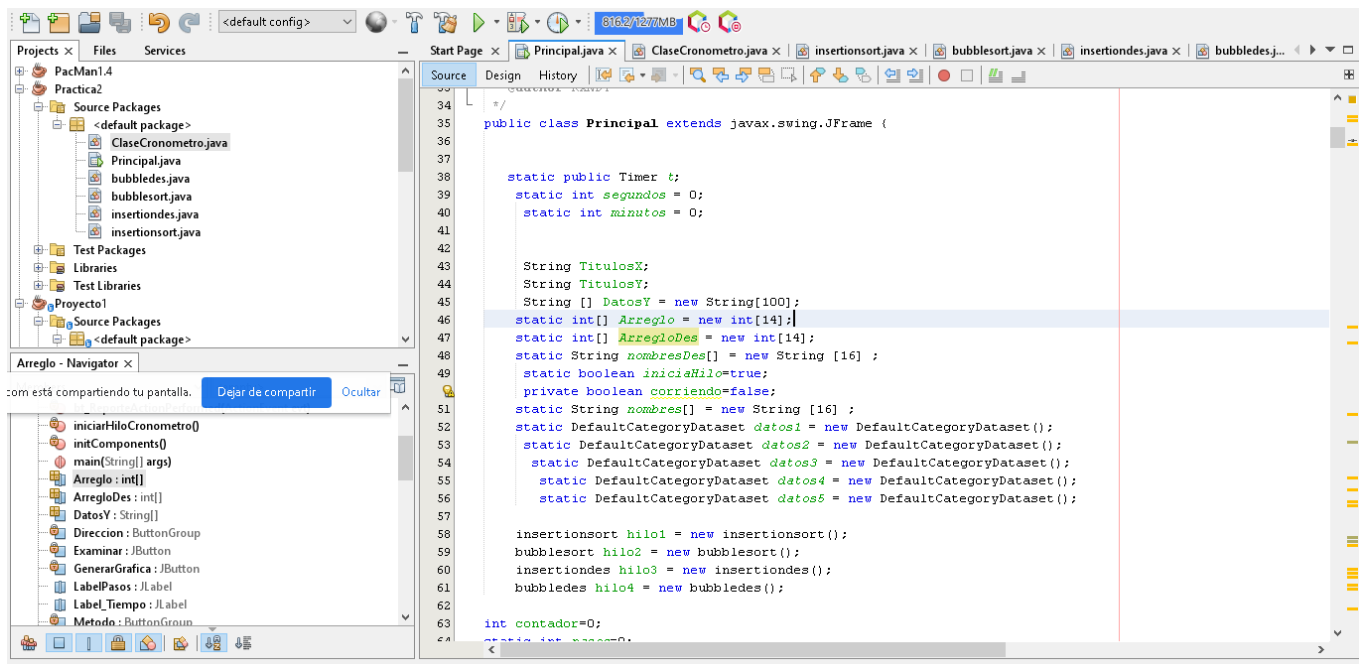 <default config>
816.2/1277MB
Projects × Files Services
PacMan1.4
Practica2
Source Packages
<default package>
ClaseCronometro.java
Principal.java
bubbledes.java
bubblesort.java
insertiondes.java
insertionsort.java
Test Packages
Libraries
Test Libraries
Proyecto1
Source Packages
<default package>
Arreglo - Navigator ×
com está compartiendo tu pantalla. Dejar de compartir Ocultar
iniciarHiloCronometro()
initComponents()
main(String[] args)
Arreglo : int[]
ArregloDes : int[]
DatosY : String[]
Direccion : ButtonGroup
Examinar : JButton
GenerarGrafica : JButton
LabelPasos : JLabel
Label_Tiempo : JLabel
Metodo : ButtonGroup
Start Page × Principal.java × ClaseCronometro.java × insertionsort.java × bubblesort.java × insertiondes.java × bubbledes.j...
Source Design History
34 */
35 public class Principal extends javax.swing.JFrame {
36
37
38 static public Timer t;
39 static int segundos = 0;
40 static int minutos = 0;
41
42
43 String TitulosX;
44 String TitulosY;
45 String [] DatosY = new String[100];
46 static int[] Arreglo = new int[14];
47 static int[] ArregloDes = new int[14];
48 static String nombresDes[] = new String [16] ;
49 static boolean iniciaHilo=true;
private boolean corriendo=false;
51 static String nombres[] = new String [16] ;
52 static DefaultCategoryDataset datos1 = new DefaultCategoryDataset();
53 static DefaultCategoryDataset datos2 = new DefaultCategoryDataset();
54 static DefaultCategoryDataset datos3 = new DefaultCategoryDataset();
55 static DefaultCategoryDataset datos4 = new DefaultCategoryDataset();
56 static DefaultCategoryDataset datos5 = new DefaultCategoryDataset();
57
58 insertionsort hilo1 = new insertionsort();
59 bubblesort hilo2 = new bubblesort();
60 insertiondes hilo3 = new insertiondes();
61 bubbledes hilo4 = new bubbledes();
62
63 int contador=0;
64 static int pasos=0;